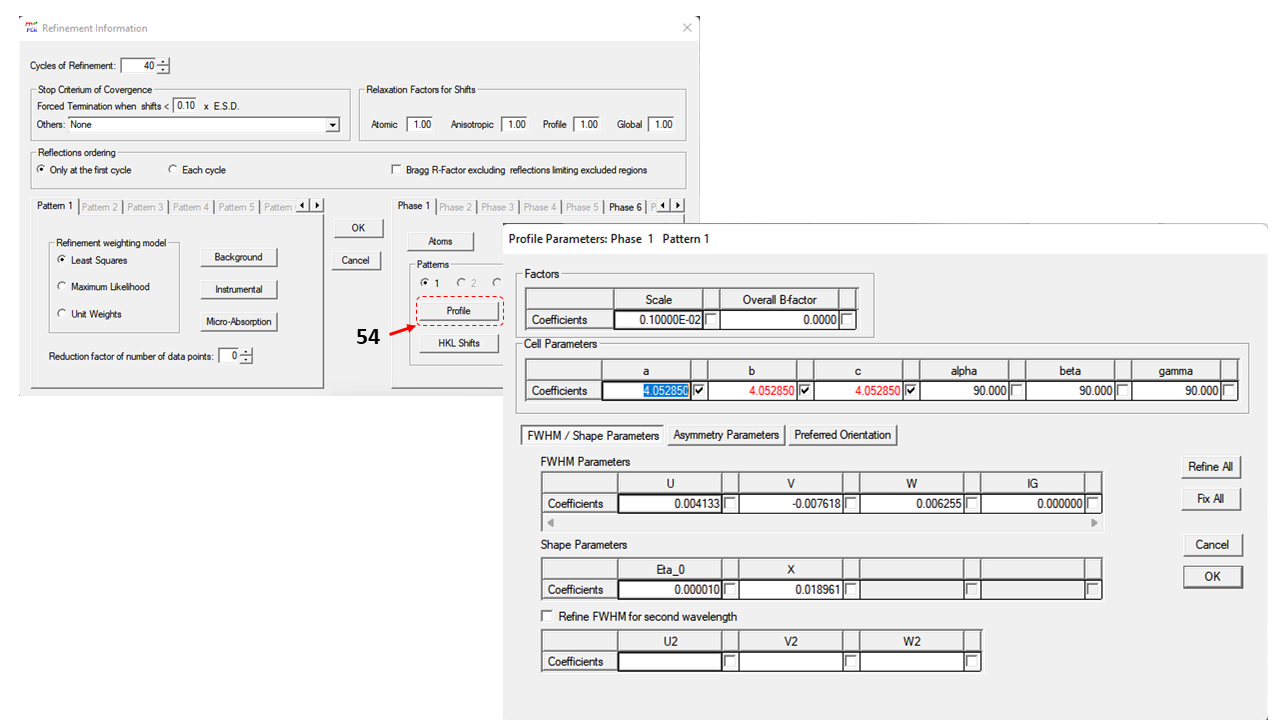 Refinement Information
Cycles of Refinement: 40
Stop Criterium of Covergence
Forced Termination when shifts < 0.10 x E.S.D.
Others: None
Relaxation Factors for Shifts
Atomic 1.00 Anisotropic 1.00 Profile 1.00 Global 1.00
Reflections ordering
Only at the first cycle Each cycle Bragg R-Factor excluding reflections limiting excluded regions
Pattern 1 Pattern 2 Pattern 3 Pattern 4 Pattern 5 Pattern
Refinement weighting model
Least Squares
Maximum Likelihood
Unit Weights
Background
Instrumental
Micro-Absorption
Reduction factor of number of data points: 0
OK
Cancel
Phase 1 Phase 2 Phase 3 Phase 4 Phase 5 Phase 6 P
Atoms
Patterns
1 2
Profile
HKL Shifts
54
Profile Parameters: Phase 1 Pattern 1
Factors
Scale Overall B-factor
Coefficients 0.10000E-02 0.0000
Cell Parameters
a b c alpha beta gamma
Coefficients 4.052850 4.052850 4.052850 90.000 90.000 90.000
FWHM / Shape Parameters Asymmetry Parameters Preferred Orientation
FWHM Parameters
U V W IG
Coefficients 0.004133 -0.007618 0.006255 0.000000
Shape Parameters
Eta_0 X
Coefficients 0.000010 0.018961
Refine FWHM for second wavelength
U2 V2 W2
Coefficients
Refine All
Fix All
Cancel
OK